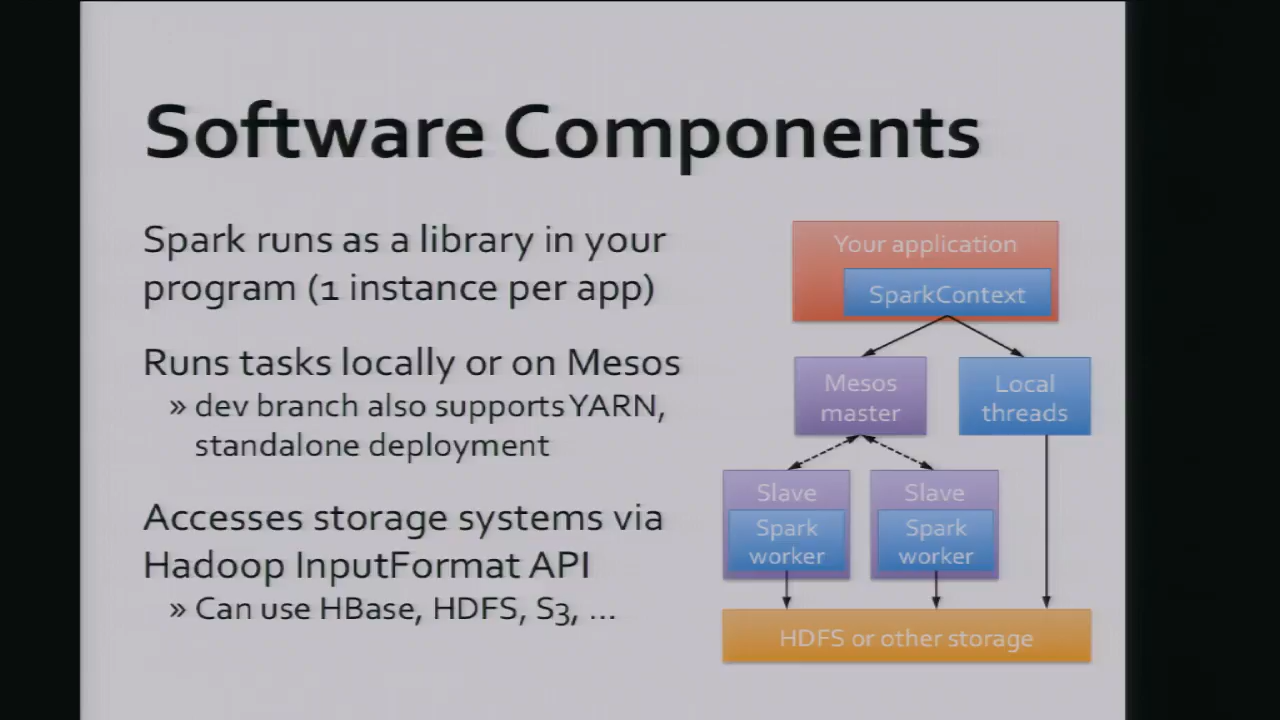 Software Components
Spark runs as a library in your
program (1 instance per app)
Runs tasks locally or on Mesos
» dev branch also supports YARN,
standalone deployment
Accesses storage systems via
Hadoop InputFormat API
» Can use HBase, HDFS, S3, …
Your application
SparkContext
Mesos
master
Local
threads
Slave
Spark
worker
Slave
Spark
worker
HDFS or other storage